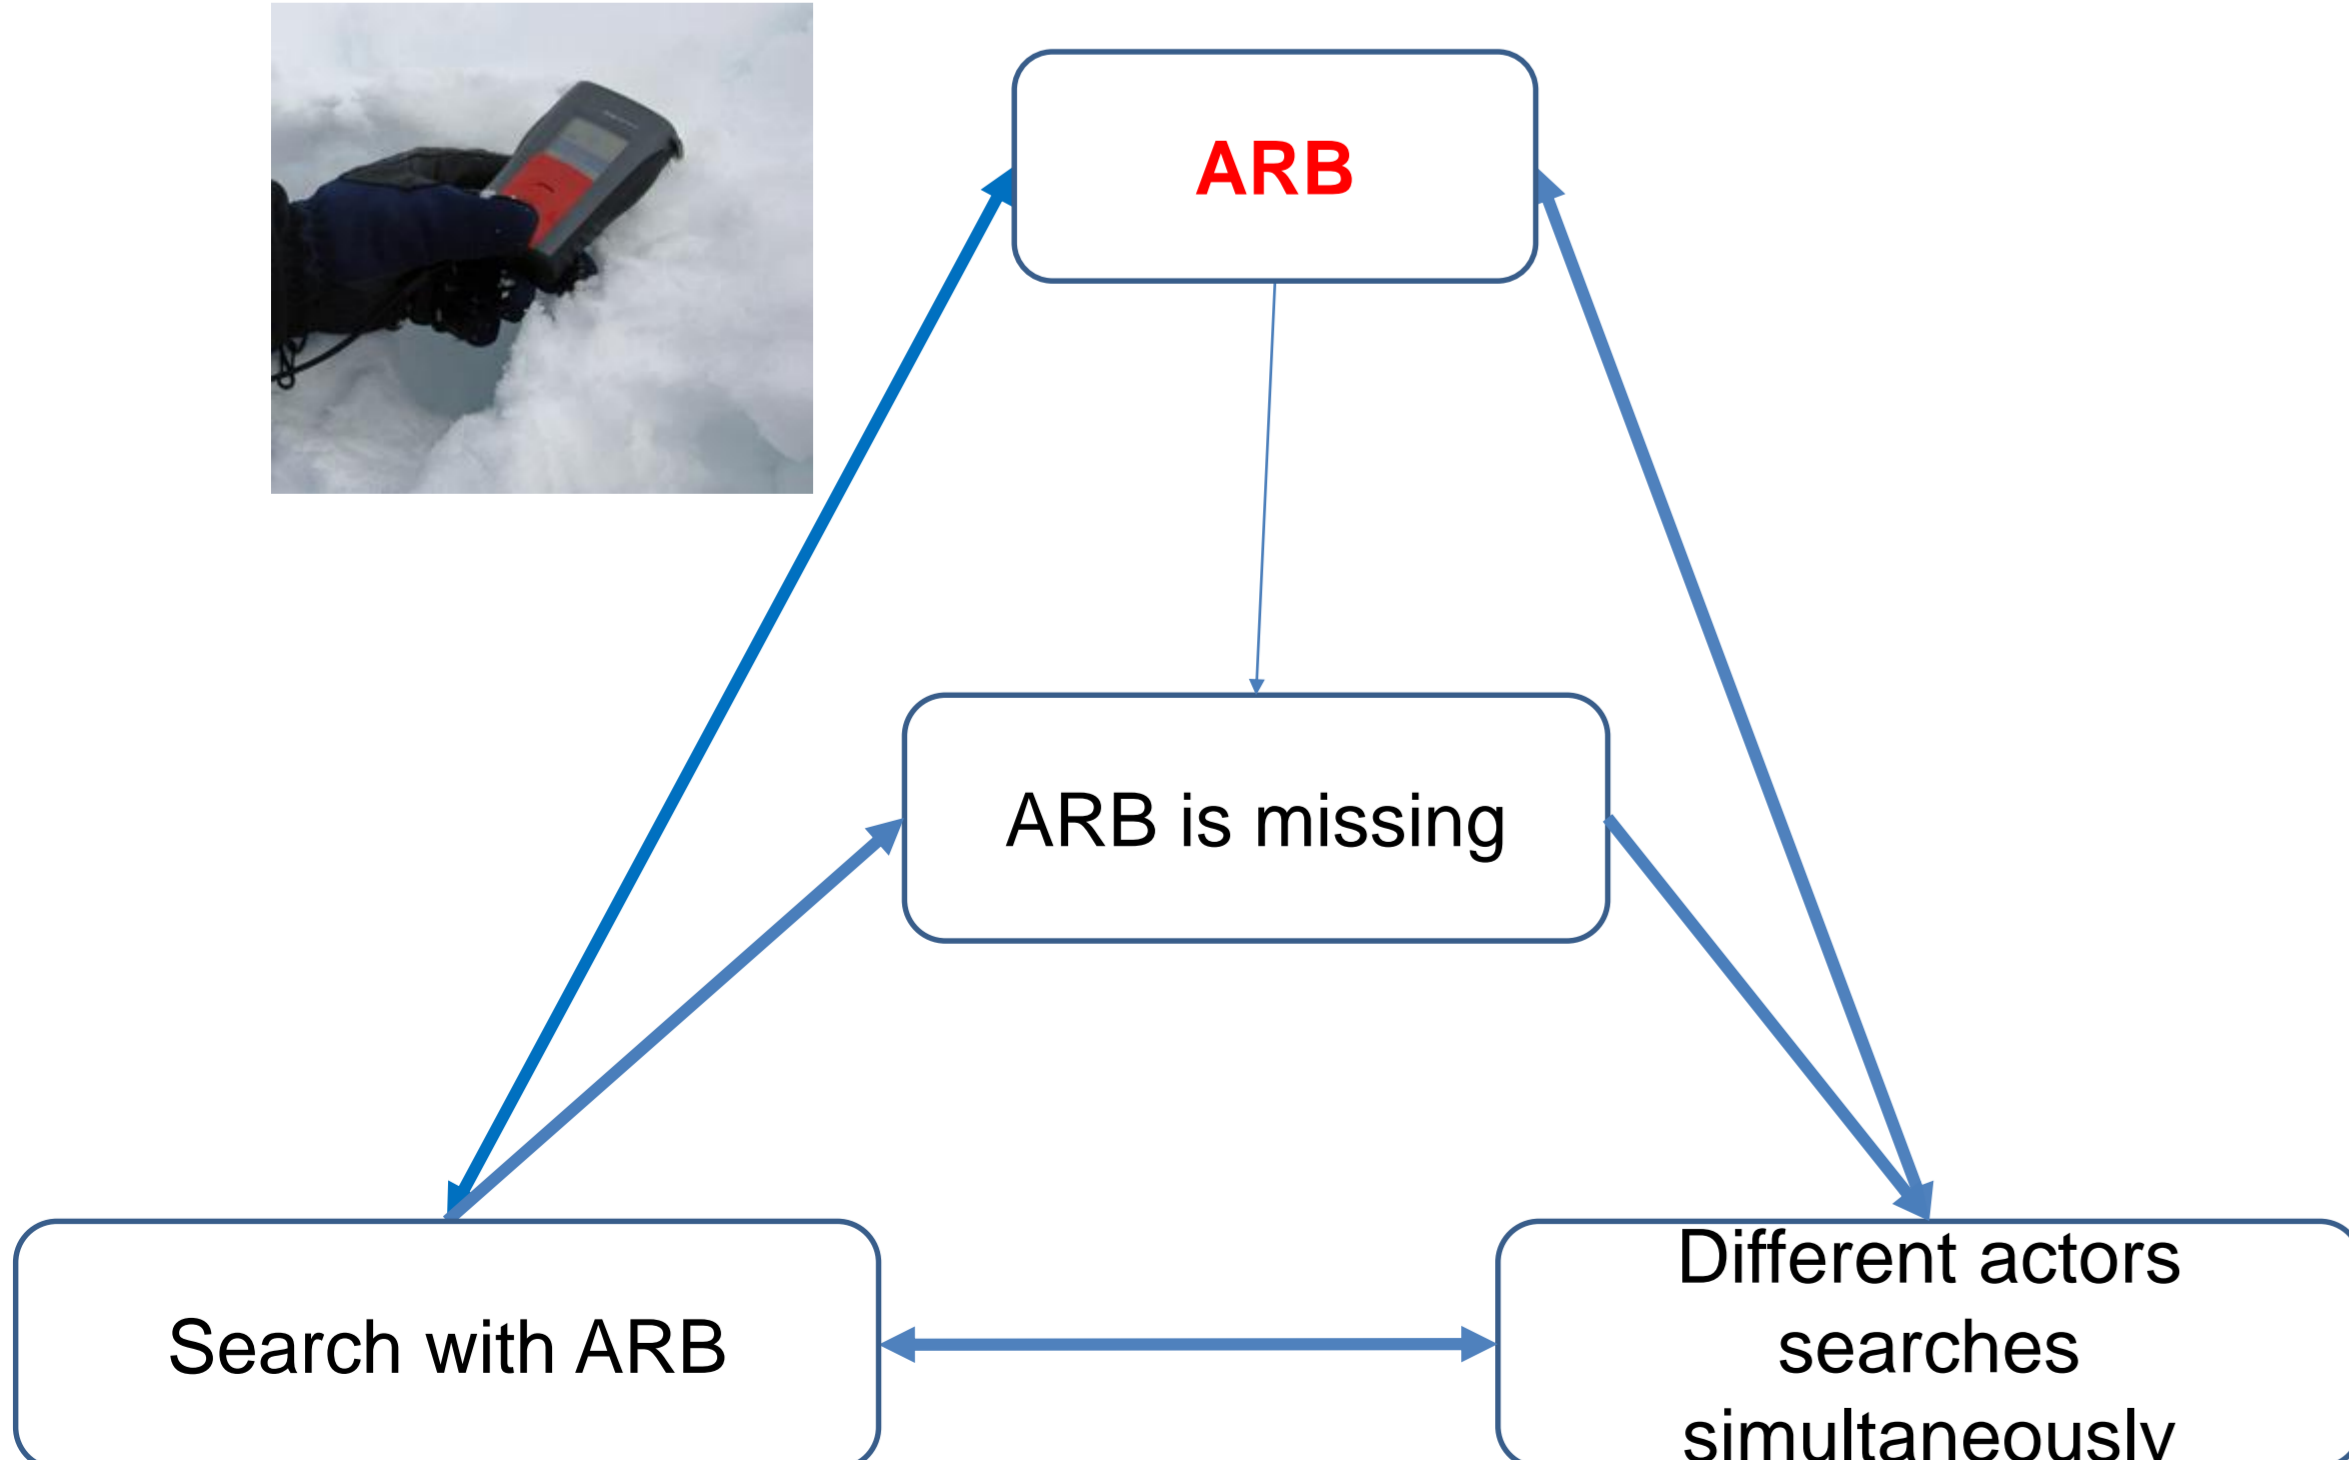 ARB
ARB is missing
Search with ARB
Different actors
searches
simultaneously